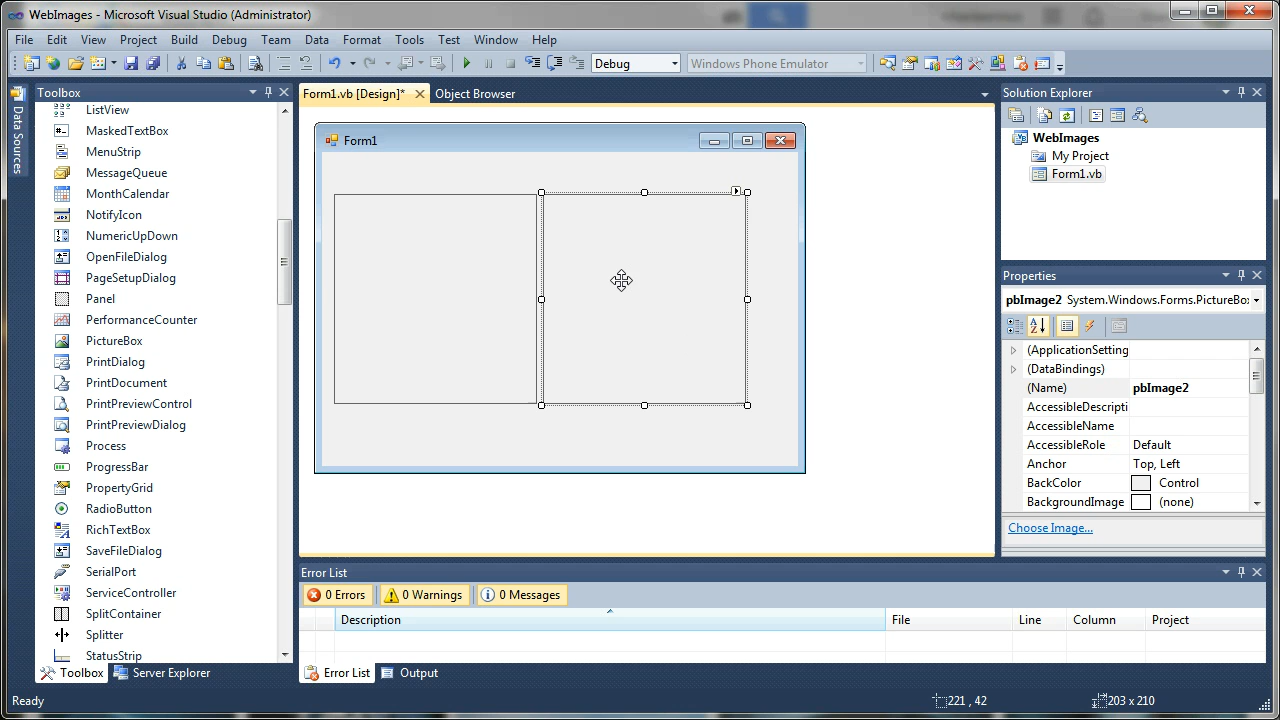 WebImages - Microsoft Visual Studio (Administrator)
File Edit View Project Build Debug Team Data Format Tools Test Window Help
Debug Windows Phone Emulator
Data Sources
Toolbox
ListView
MaskedTextBox
MenuStrip
MessageQueue
MonthCalendar
NotifyIcon
NumericUpDown
OpenFileDialog
PageSetupDialog
Panel
PerformanceCounter
PictureBox
PrintDialog
PrintDocument
PrintPreviewControl
PrintPreviewDialog
Process
ProgressBar
PropertyGrid
RadioButton
RichTextBox
SaveFileDialog
SerialPort
ServiceController
SplitContainer
Splitter
StatusStrip
Toolbox Server Explorer
Form1.vb [Design]* Object Browser
Form1
Error List
0 Errors 0 Warnings 0 Messages
Description File Line Column Project
Error List Output
Solution Explorer
WebImages
My Project
Form1.vb
Properties
pbImage2 System.Windows.Forms.PictureBo
(ApplicationSetting
(DataBindings)
(Name) pbImage2
AccessibleDescripti
AccessibleName
AccessibleRole Default
Anchor Top, Left
BackColor Control
BackgroundImage (none)
Choose Image...
Ready 221 , 42 203 x 210